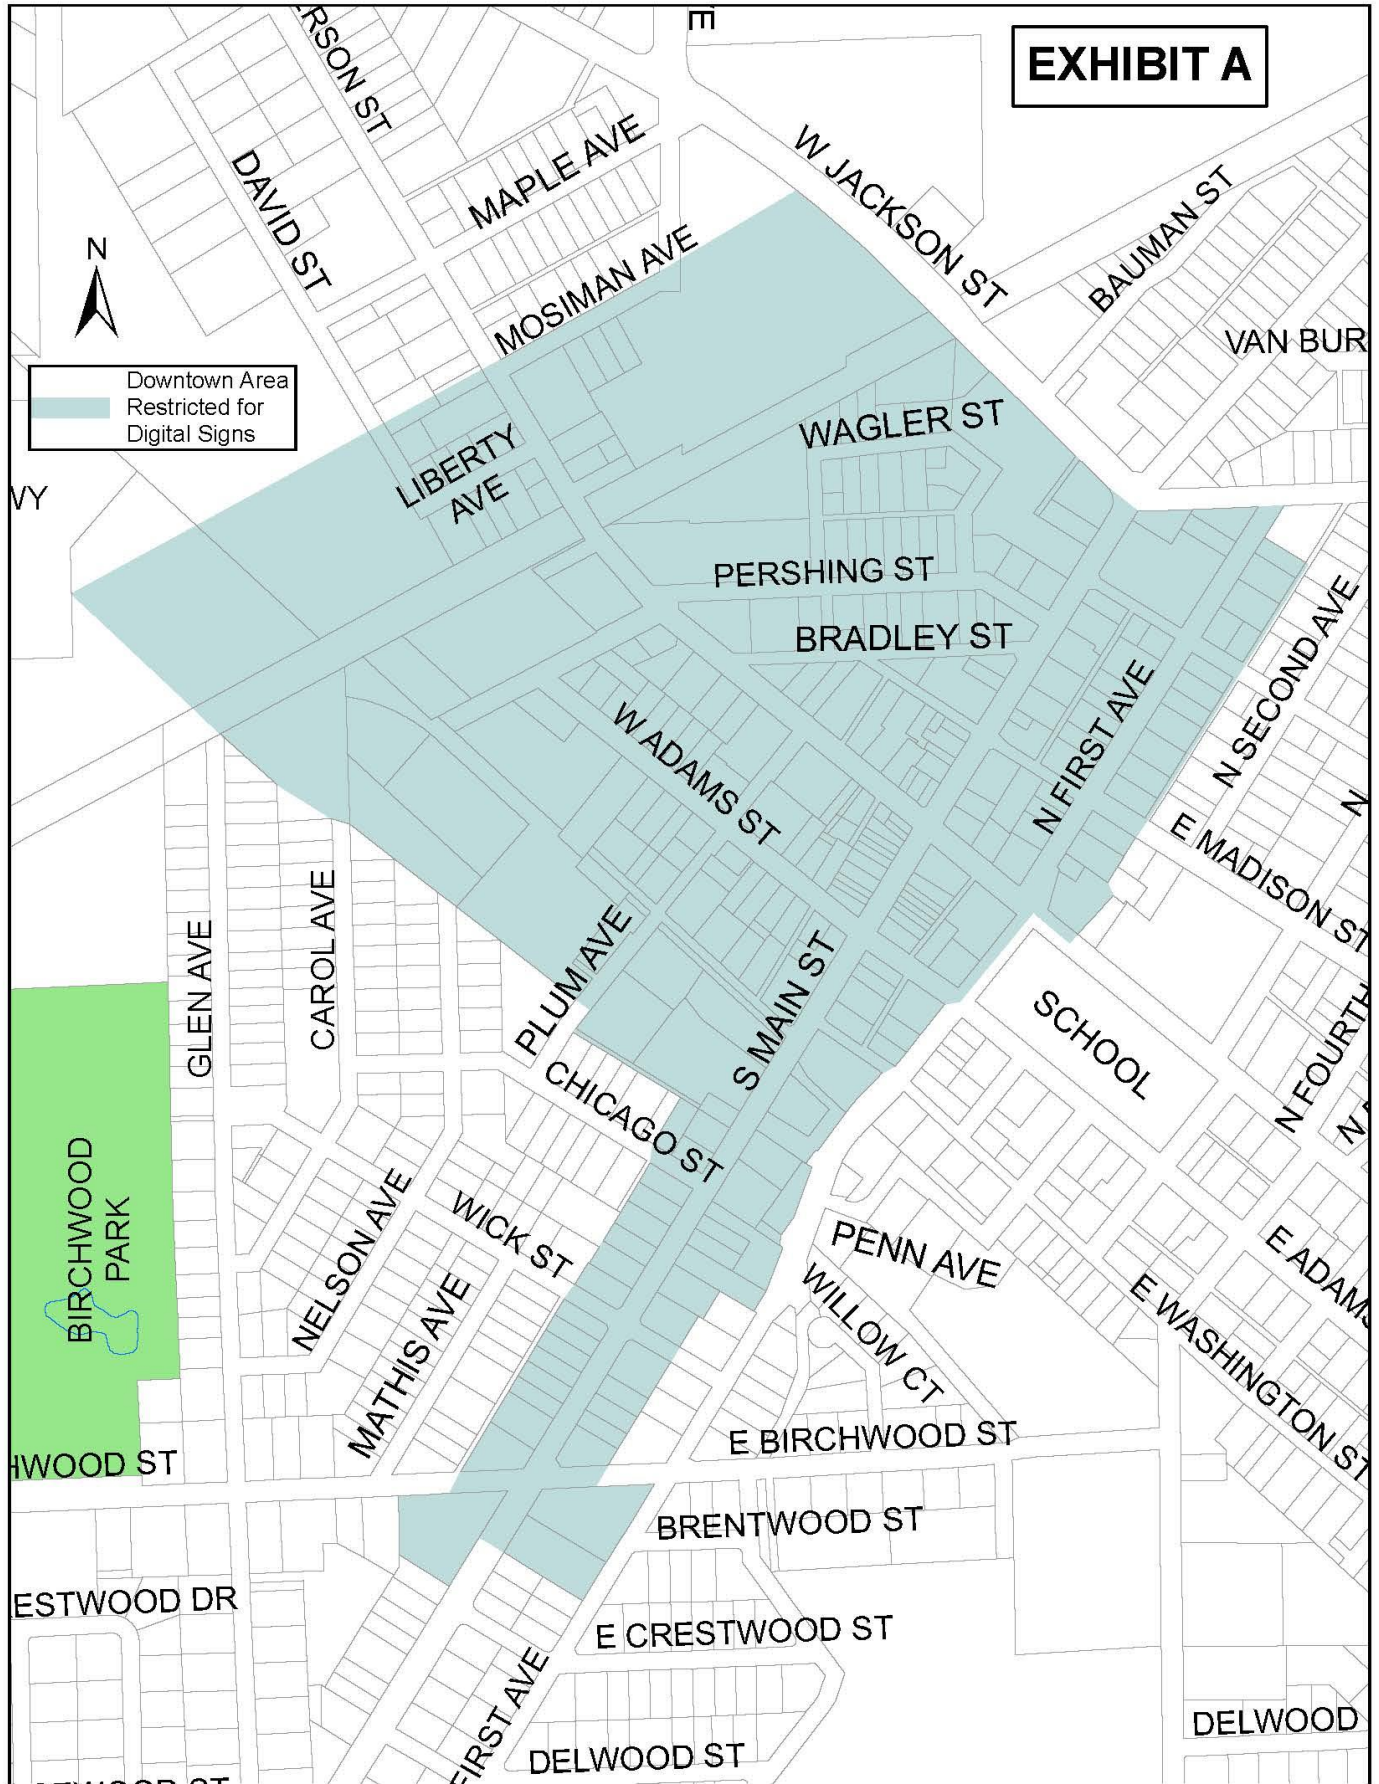 E
EXHIBIT A
ERSON ST
MAPLE AVE
W JACKSON ST
DAVID ST
BAUMAN ST
N
MOSIMAN AVE
VAN BUR
Downtown Area
Restricted for
Digital Signs
WAGLER ST
LIBERTY
AVE
WY
PERSHING ST
BRADLEY ST
N SECOND AVE
N FIRST AVE
W ADAMS ST
N
E MADISON ST
CAROL AVE
GLEN AVE
PLUM AVE
S MAIN ST
SCHOOL
N FOURTH
N
CHICAGO ST
BIRCHWOOD
PARK
NELSON AVE
WICK ST
PENN AVE
E ADAMS
WILLOW CT
E WASHINGTON ST
MATHIS AVE
E BIRCHWOOD ST
HWOOD ST
BRENTWOOD ST
ESTWOOD DR
E CRESTWOOD ST
FIRST AVE
DELWOOD
DELWOOD ST